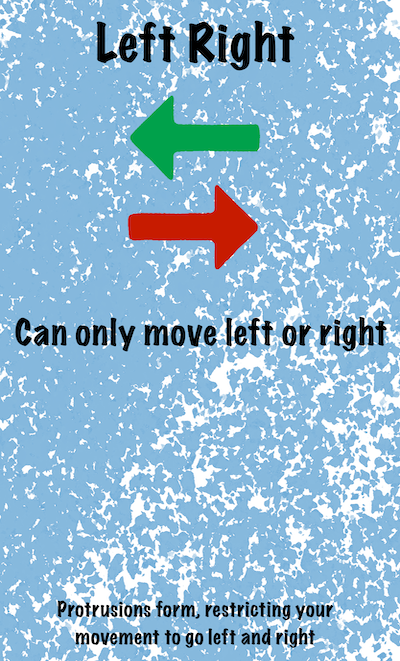 Left Right
Can only move left or right
Protrusions form, restricting your
movement to go left and right